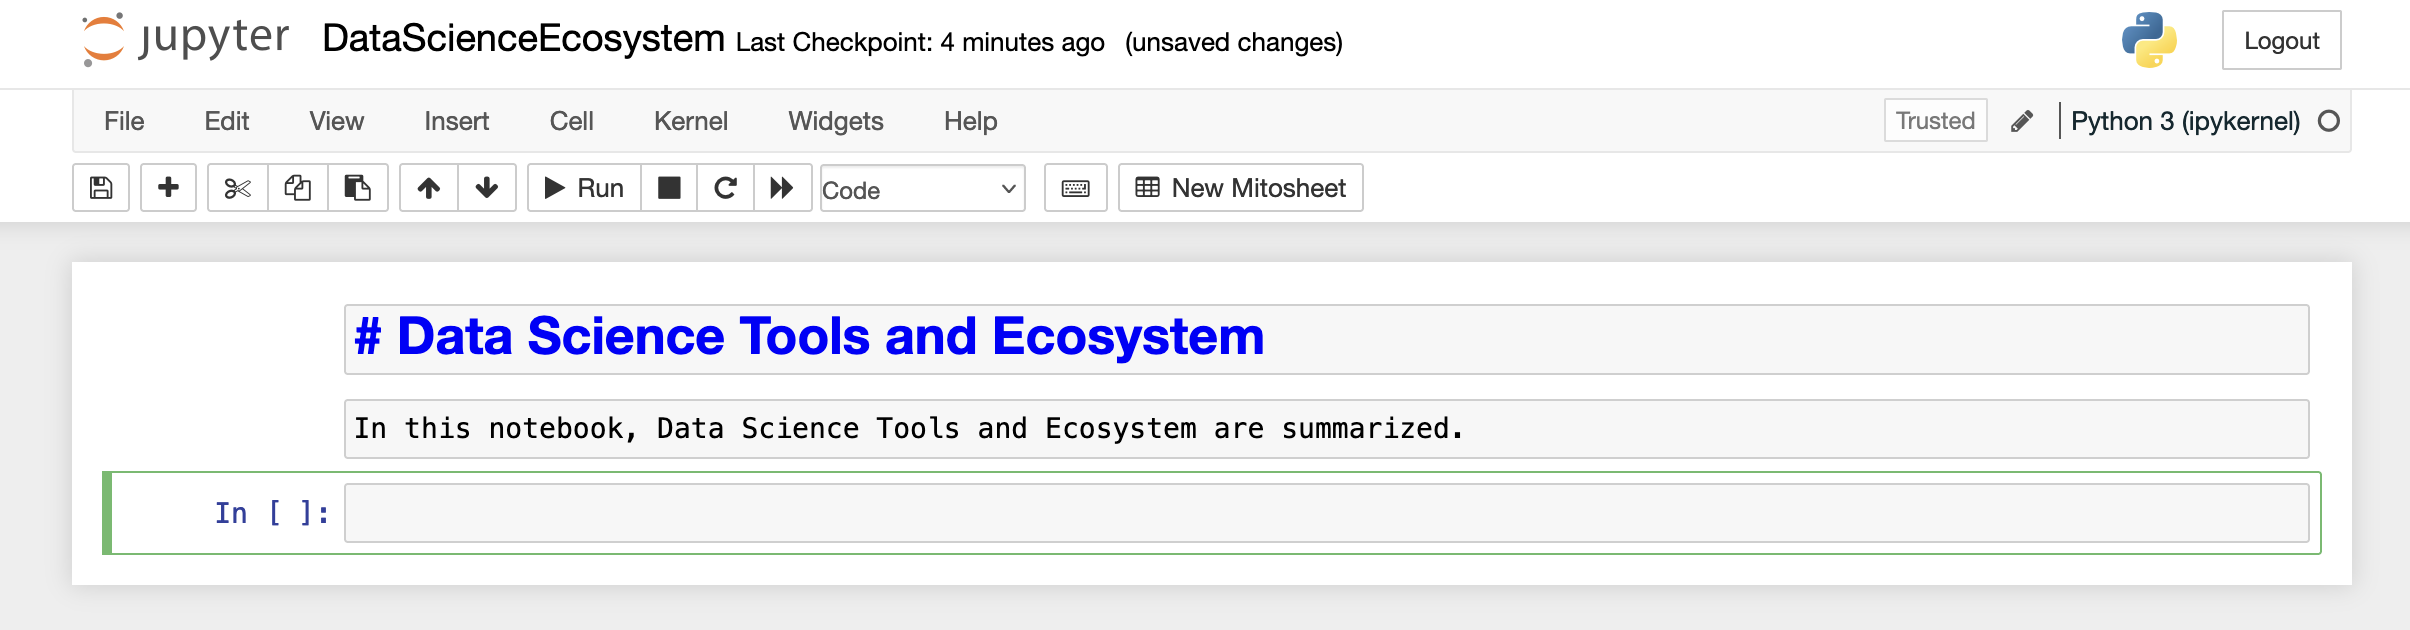 jupyter DataScienceEcosystem Last Checkpoint: 4 minutes ago (unsaved changes) Logout
File Edit View Insert Cell Kernel Widgets Help Trusted Python 3 (ipykernel)
Run Code New Mitosheet
# Data Science Tools and Ecosystem
In this notebook, Data Science Tools and Ecosystem are summarized.
In [ ]: